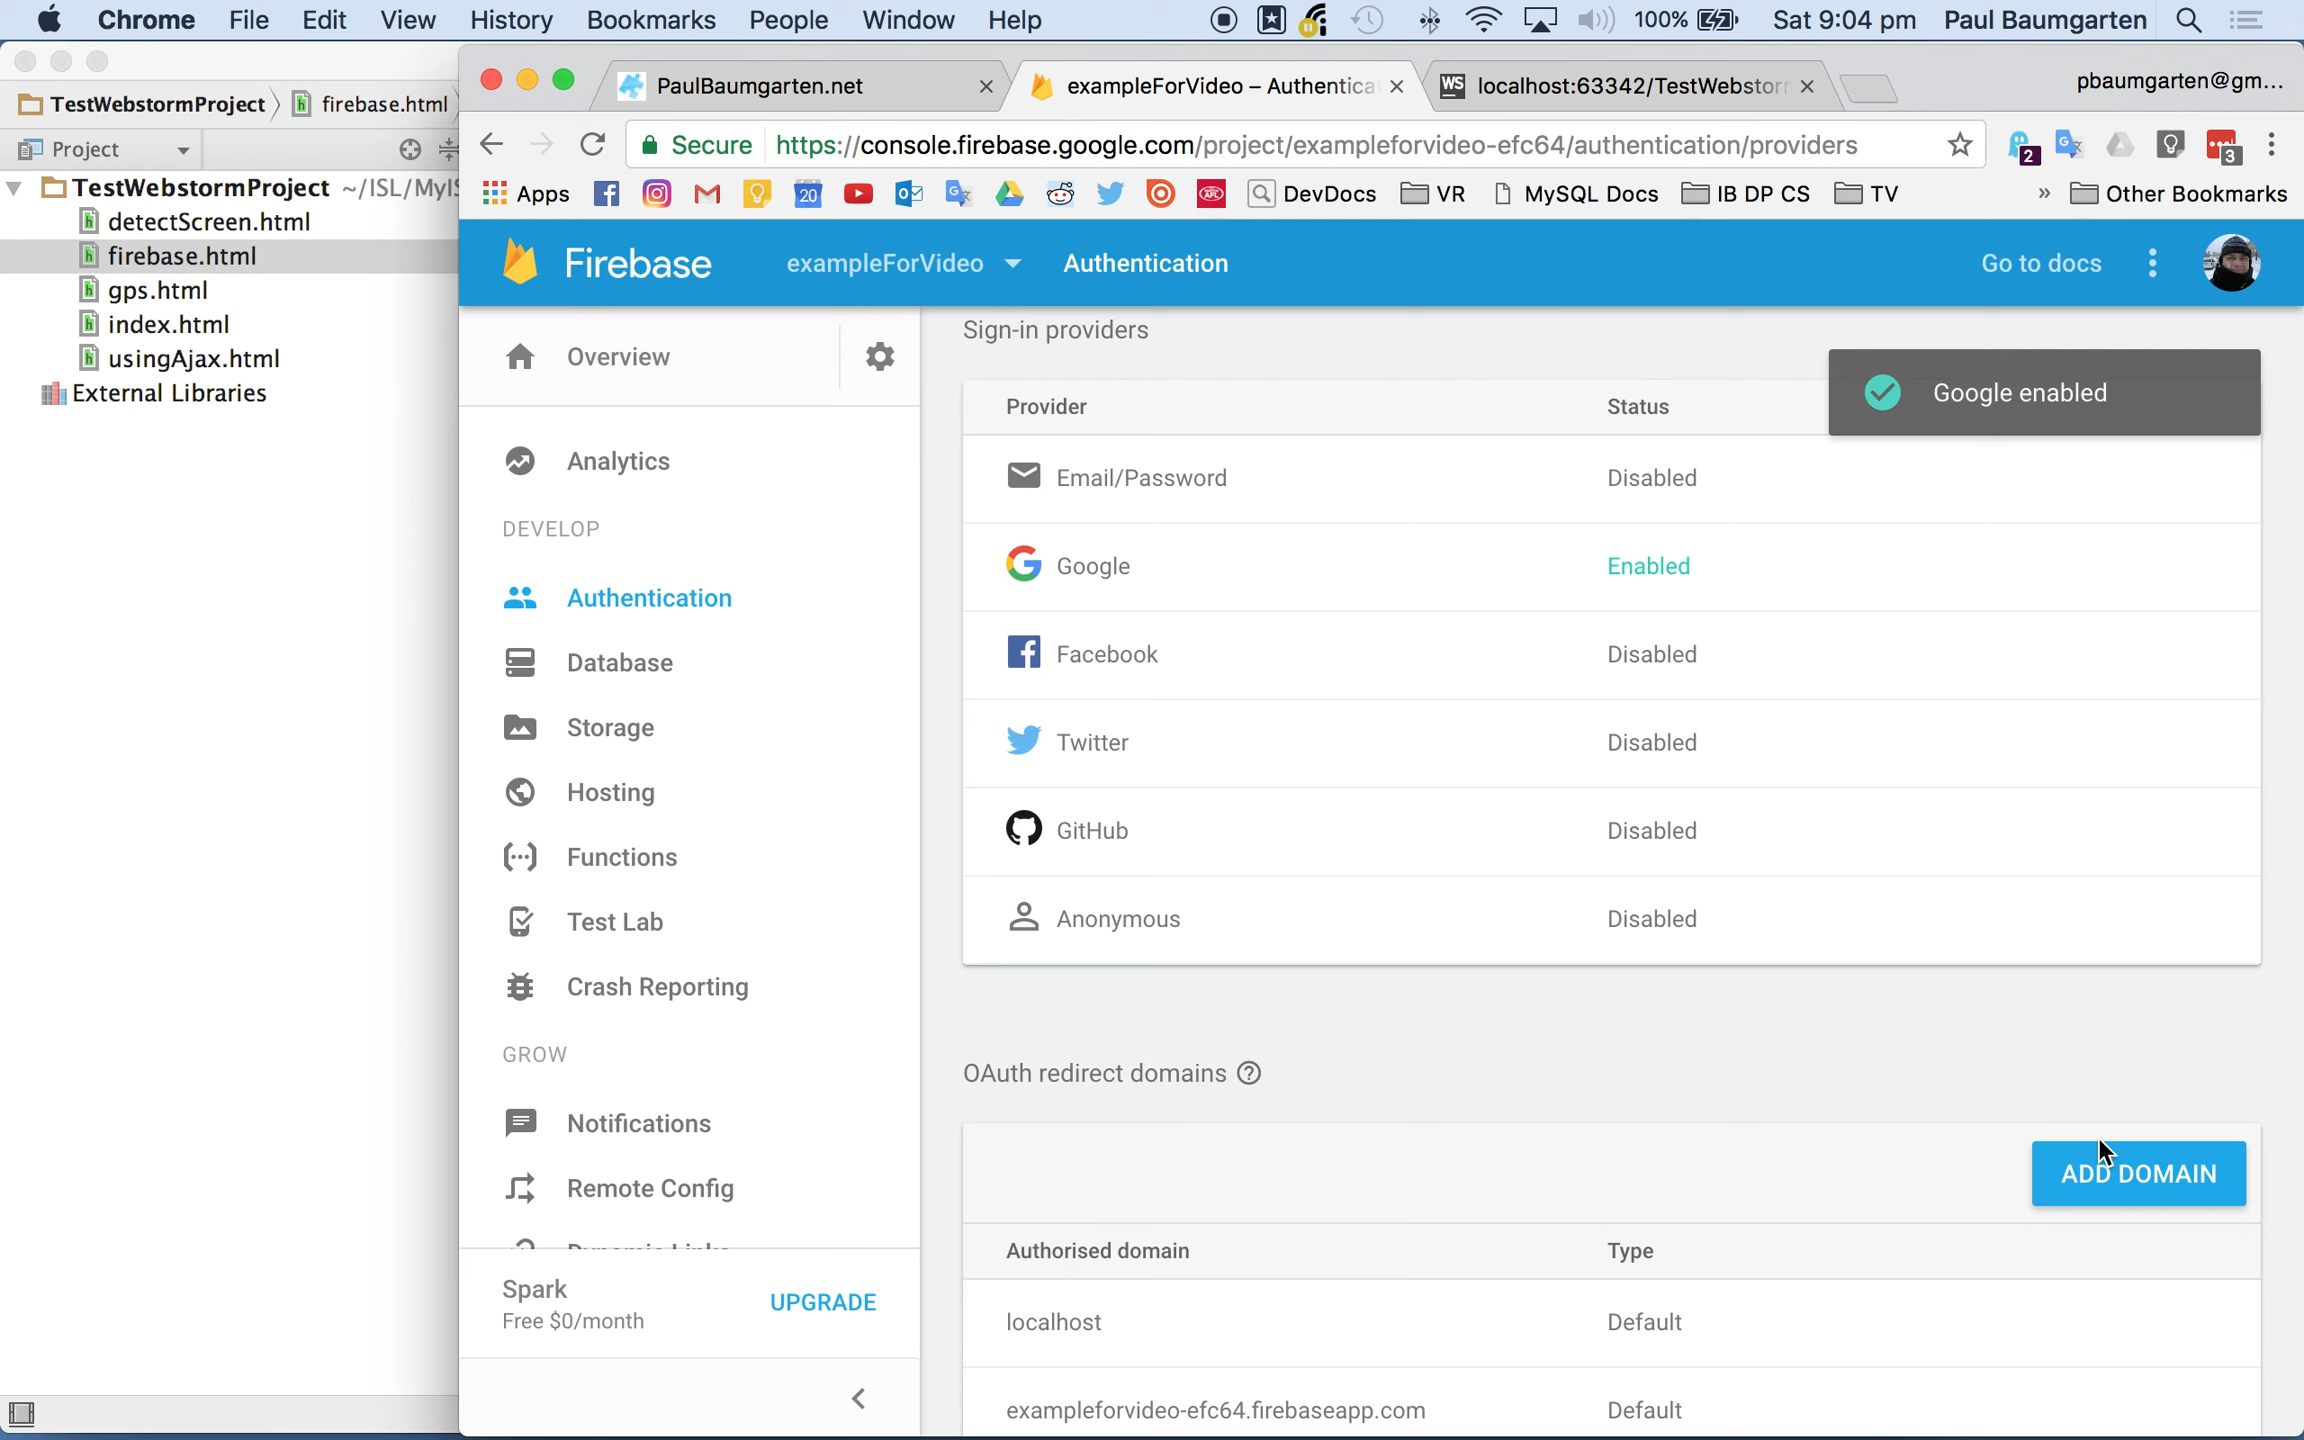 Chrome File Edit View History Bookmarks People Window Help 100% Sat 9:04 pm Paul Baumgarten
PaulBaumgarten.net
exampleForVideo – Authentica
WS localhost:63342/TestWebstor
pbaumgarten@gm...
TestWebstormProject firebase.html
Secure https://console.firebase.google.com/project/exampleforvideo-efc64/authentication/providers
2
3
Project
Apps 20 DevDocs VR MySQL Docs IB DP CS TV » Other Bookmarks
TestWebstormProject ~/ISL/MyIS
detectScreen.html
firebase.html
gps.html
index.html
usingAjax.html
External Libraries
Firebase exampleForVideo Authentication Go to docs
Overview
Analytics
DEVELOP
Authentication
Database
Storage
Hosting
Functions
Test Lab
Crash Reporting
GROW
Notifications
Remote Config
Spark
Free $0/month
UPGRADE
Sign-in providers
Google enabled
Provider Status
Email/Password Disabled
Google Enabled
Facebook Disabled
Twitter Disabled
GitHub Disabled
Anonymous Disabled
OAuth redirect domains
ADD DOMAIN
Authorised domain Type
localhost Default
exampleforvideo-efc64.firebaseapp.com Default